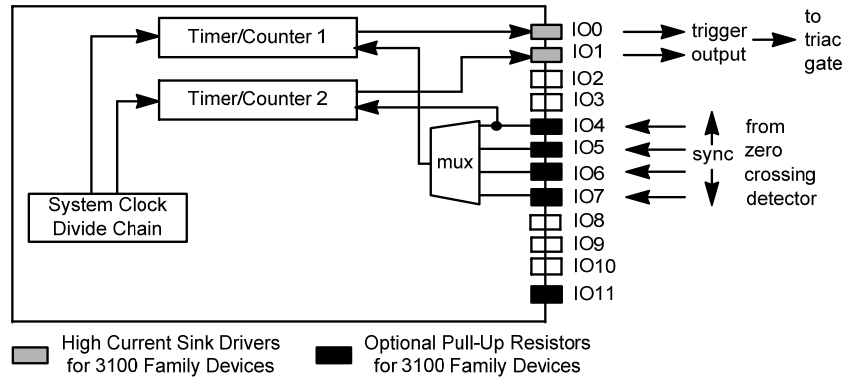 Timer/Counter 1
Timer/Counter 2
System Clock
Divide Chain
mux
IO0
IO1
IO2
IO3
IO4
IO5
IO6
IO7
IO8
IO9
IO10
IO11
trigger
output
to
triac
gate
sync
from
zero
crossing
detector
High Current Sink Drivers
for 3100 Family Devices
Optional Pull-Up Resistors
for 3100 Family Devices